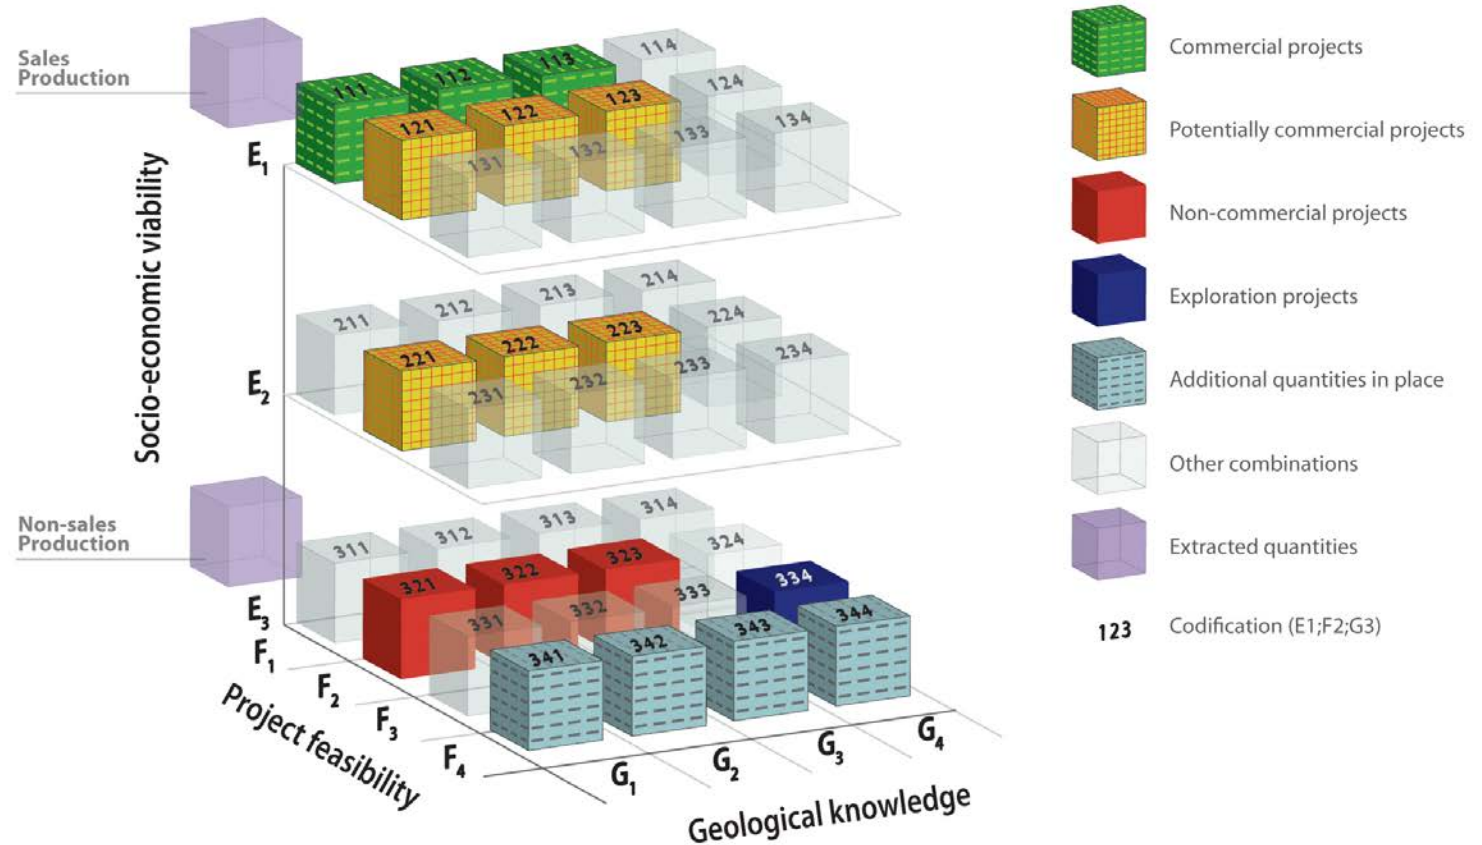 Sales
Production
Socio-economic viability
E1
111
112
113
114
121
122
123
124
131
132
133
134
E2
211
212
213
214
221
222
223
224
231
232
233
234
Non-sales
Production
E3
311
312
313
314
321
322
323
324
331
332
333
334
341
342
343
344
F1
F2
F3
F4
Project feasibility
G1
G2
G3
G4
Geological knowledge
Commercial projects
Potentially commercial projects
Non-commercial projects
Exploration projects
Additional quantities in place
Other combinations
Extracted quantities
123 Codification (E1;F2;G3)